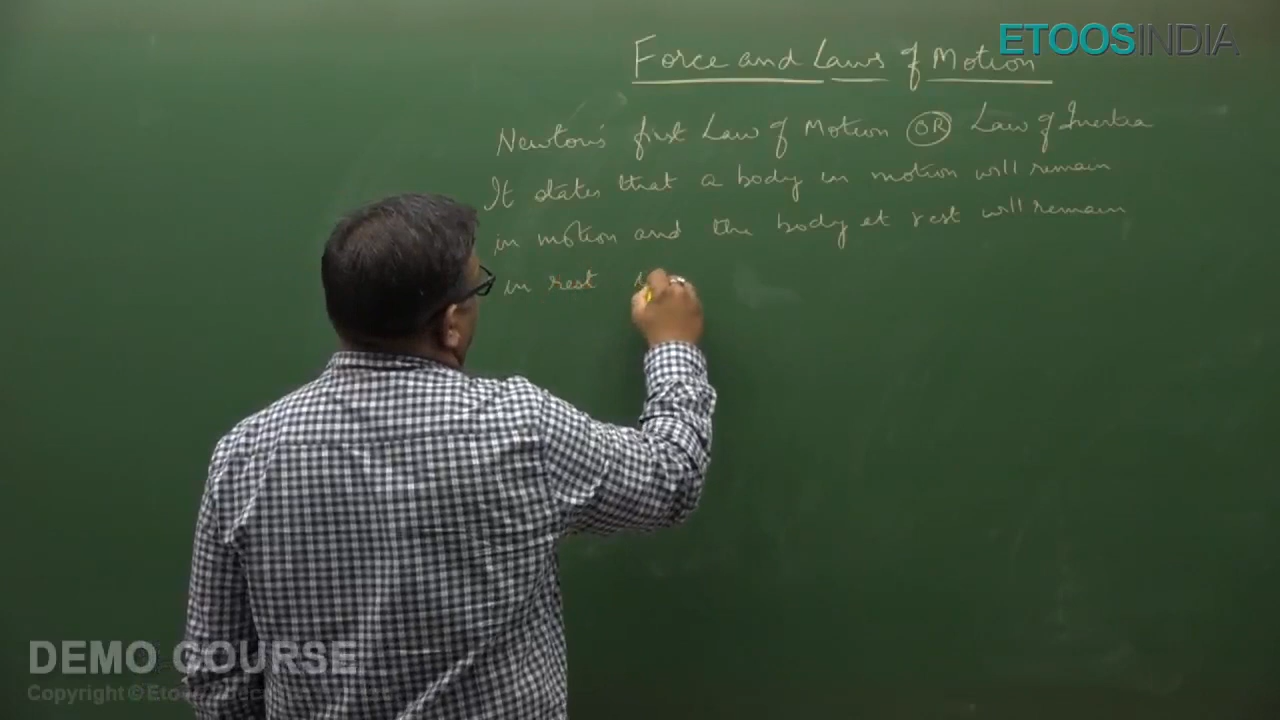 ETOOSINDIA
Force and Laws of Motion
Newton's first Law of Motion OR Law of Inertia
It states that a body in motion will remain
in motion and the body at rest will remain
in rest
DEMO COURSE
Copyright ©